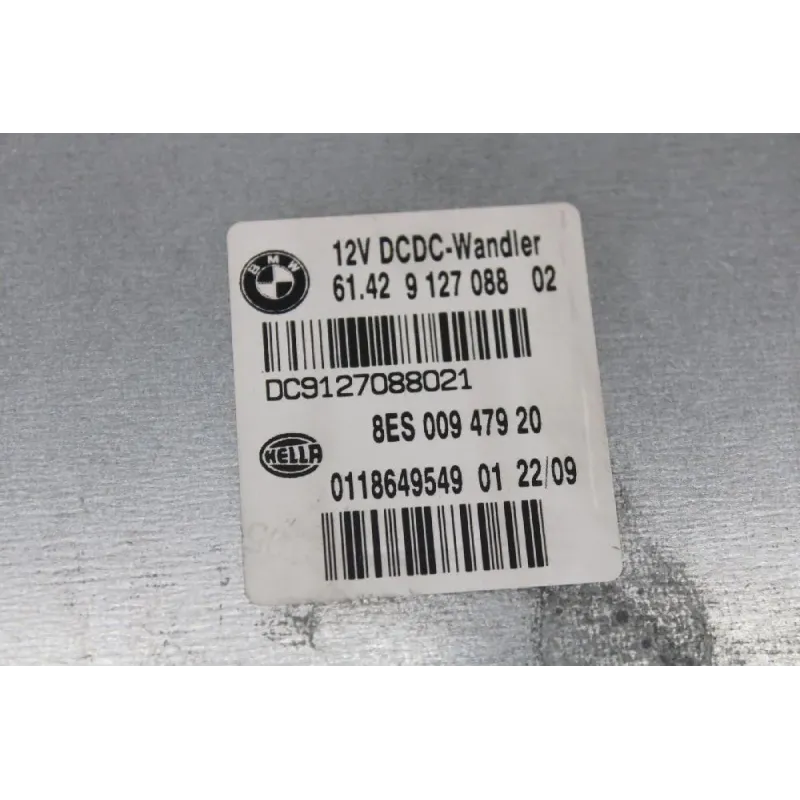 BMW
12V DCDC-Wandler
61.42 9 127 088 02
DC9127088021
8ES 009 479 20
HELLA
0118649549 01 22/09